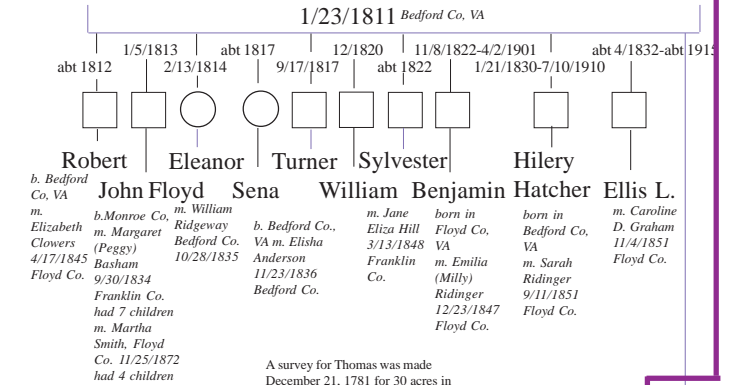 1/23/1811 Bedford Co, VA
1/5/1813 abt 1817 12/1820 11/8/1822-4/2/1901 abt 4/1832-abt 1915
abt 1812 2/13/1814 9/17/1817 abt 1822 1/21/1830-7/10/1910
Robert Eleanor Turner Sylvester Hilery
John Floyd Sena William Benjamin Hatcher Ellis L.
b. Bedford
Co, VA
m.
Elizabeth
Clowers
4/17/1845
Floyd Co.
b.Monroe Co,
m. Margaret
(Peggy)
Basham
9/30/1834
Franklin Co.
had 7 children
m. Martha
Smith, Floyd
Co. 11/25/1872
had 4 children
m. William
Ridgeway
Bedford Co.
10/28/1835
b. Bedford Co.,
VA m. Elisha
Anderson
11/23/1836
Bedford Co.
m. Jane
Eliza Hill
3/13/1848
Franklin
Co.
born in
Floyd Co,
VA
m. Emilia
(Milly)
Ridinger
12/23/1847
Floyd Co.
born in
Bedford Co,
VA
m. Sarah
Ridinger
9/11/1851
Floyd Co.
m. Caroline
D. Graham
11/4/1851
Floyd Co.
A survey for Thomas was made
December 21, 1781 for 30 acres in